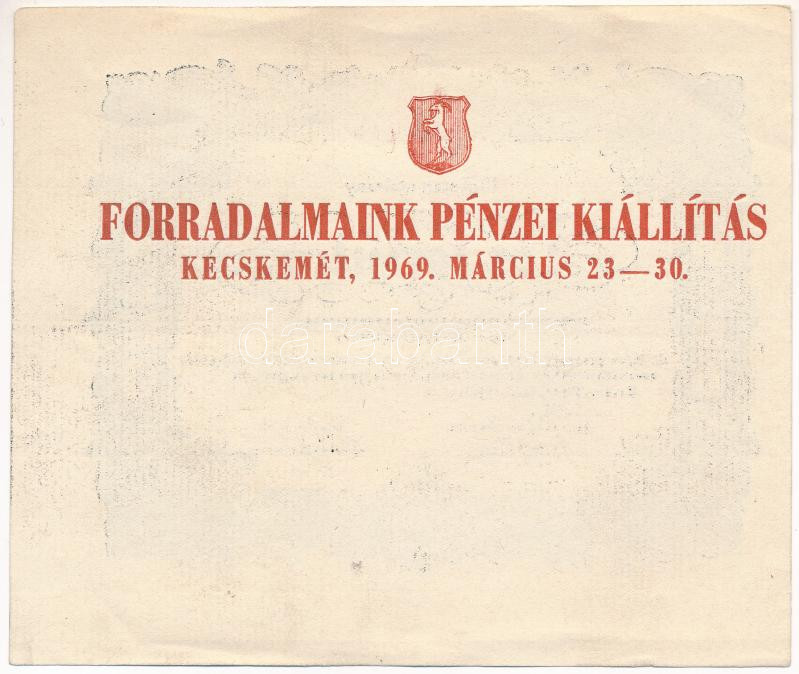 FORRADALMAINK PÉNZEI KIÁLLÍTÁS
KECSKEMÉT, 1969. MÁRCIUS 23—30.
darabanth